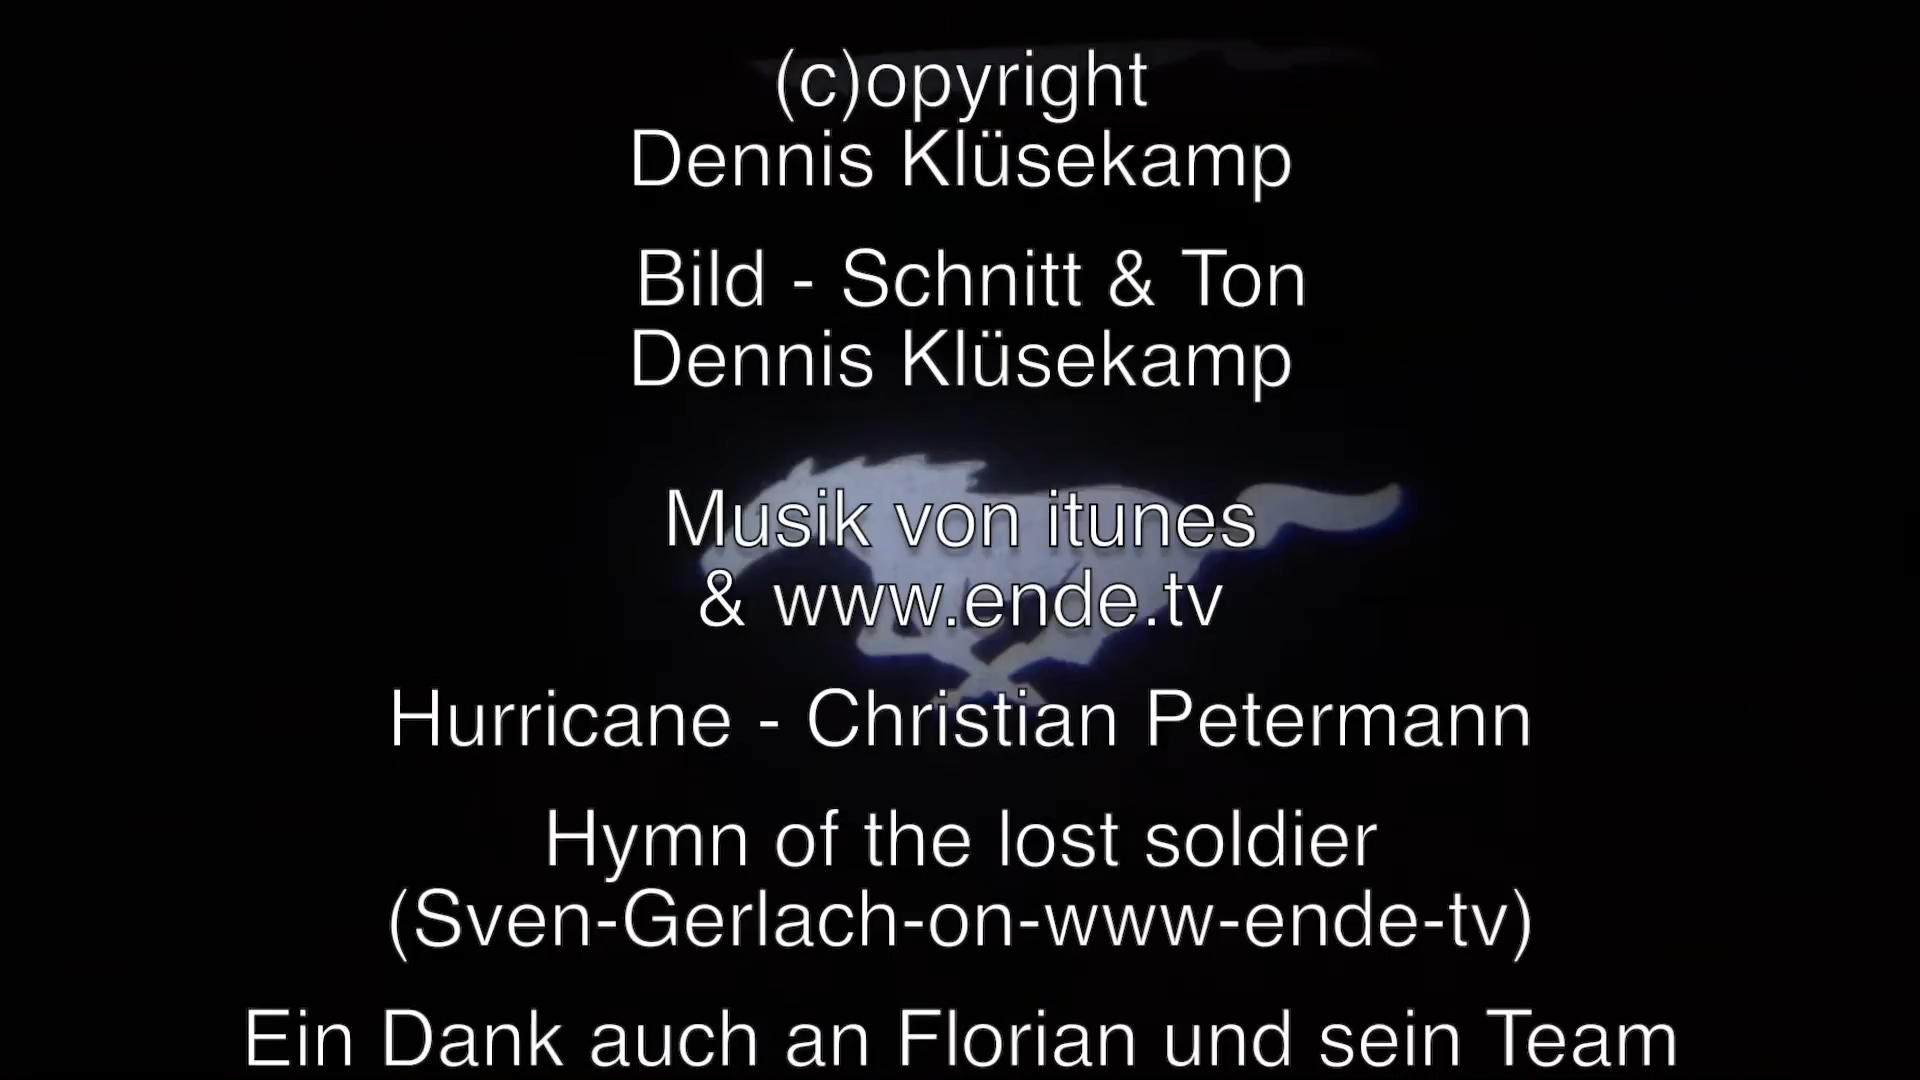 (c)opyright
Dennis Klüsekamp
Bild - Schnitt & Ton
Dennis Klüsekamp
Musik von itunes
& www.ende.tv
Hurricane - Christian Petermann
Hymn of the lost soldier
(Sven-Gerlach-on-www-ende-tv)
Ein Dank auch an Florian und sein Team